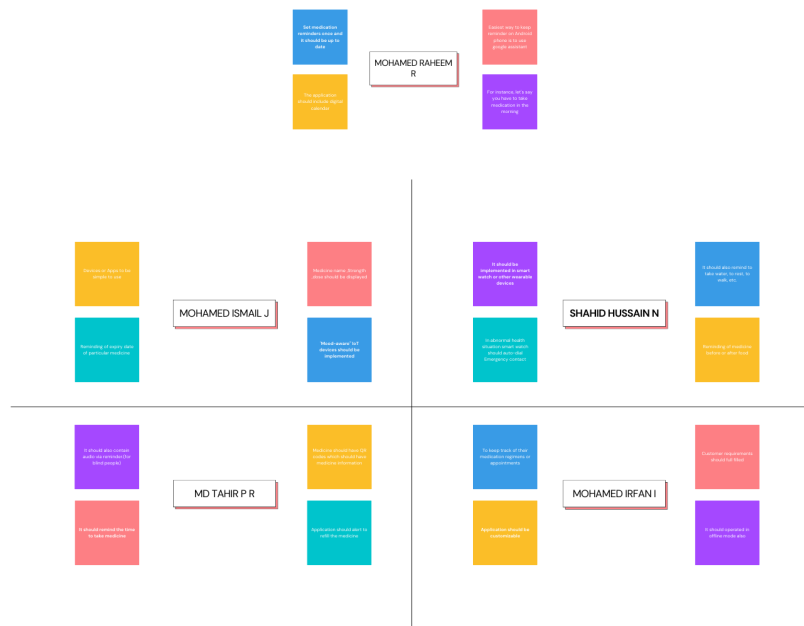 Set medication
reminders once and
it should be up to
date
Easiest way to keep
reminder on Android
phone is to use
google assistant
MOHAMED RAHEEM
R
The application
should include digital
calendar
For instance, let's say
you have to take
medication in the
morning
Devices or Apps to be
simple to use
Medicine name, Strength
also should be displayed
It should be
implemented in smart
watch or other wearable
devices
It should also remind to
take water, to rest, to
walk, etc.
MOHAMED ISMAIL J
SHAHID HUSSAIN N
Reminding of expiry date
of particular medicine
"Mood-aware" IoT
devices should be
implemented
In abnormal health
situation smart watch
should auto-dial
Emergency contact
Reminding of medicine
before or after food
It should also contain
audio via reminder(for
blind people)
Medicine should have QR
codes which should have
medicine information
To keep track of their
medication regimens or
appointments
Customer requirements
should full filled
MD TAHIR P R
MOHAMED IRFAN I
It should remind the time
to take medicine
Application should alert to
refill the medicine
Application should be
customisable
It should operated in
offline mode also